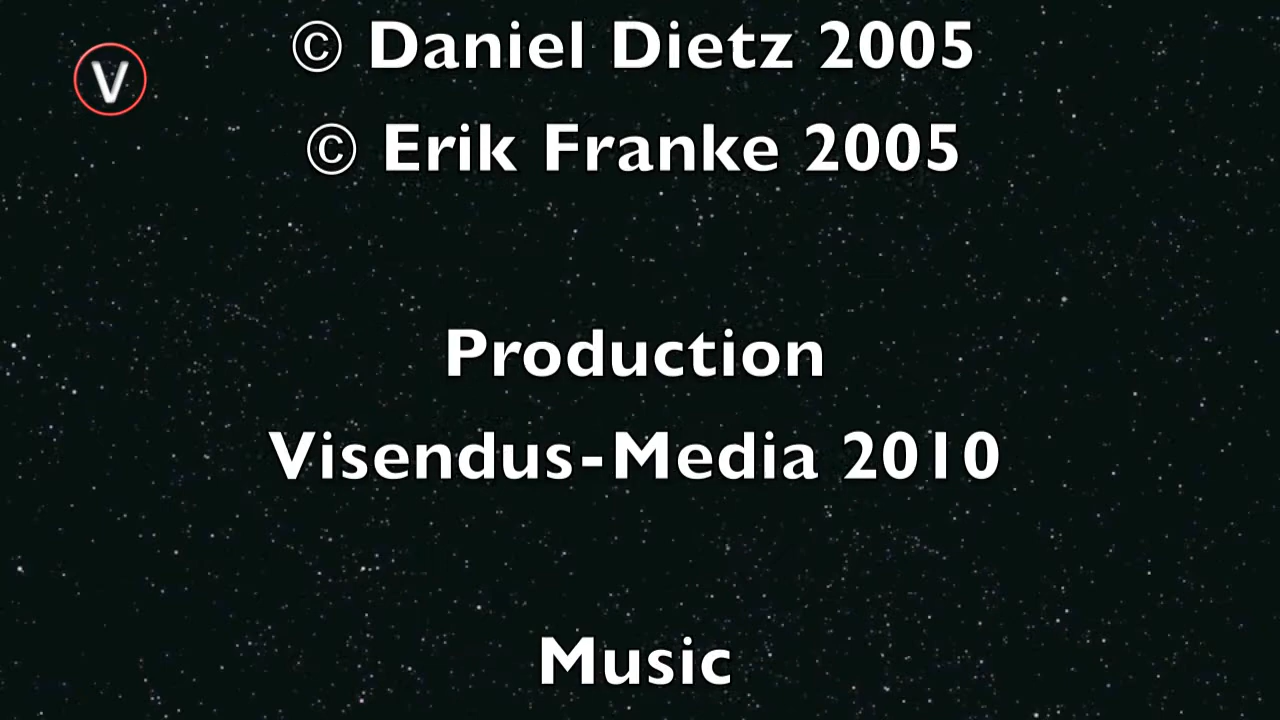 © Daniel Dietz 2005
V
© Erik Franke 2005
Production
Visendus-Media 2010
Music